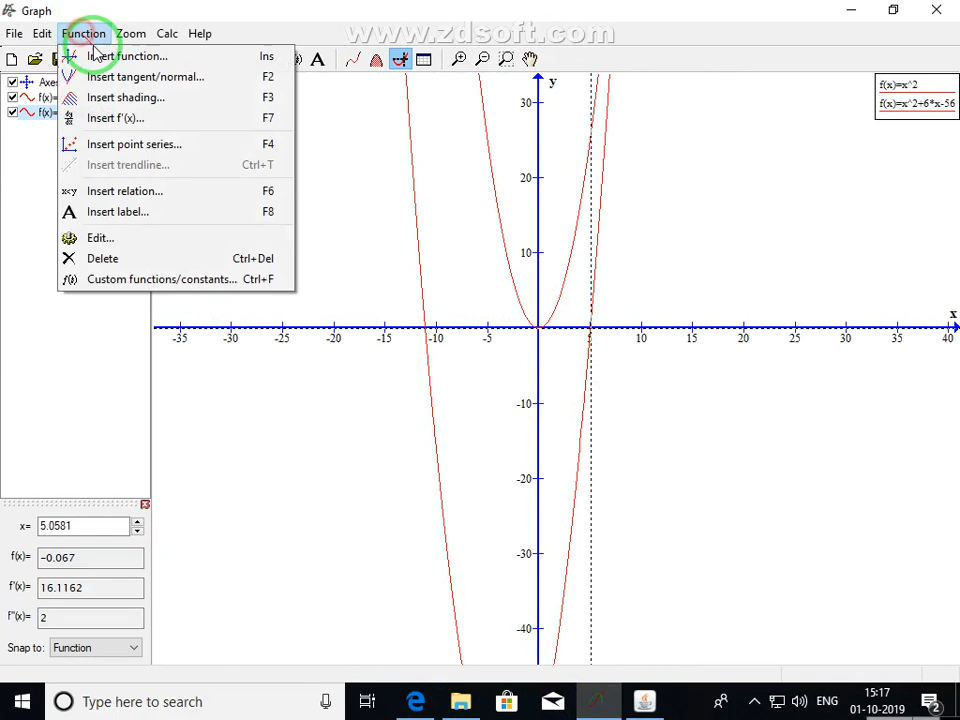 Graph
File Edit Function Zoom Calc Help
www.zdsoft.com
Insert function... Ins
Insert tangent/normal... F2
Insert shading... F3
Insert f'(x)... F7
Insert point series... F4
Insert trendline... Ctrl+T
Insert relation... F6
Insert label... F8
Edit...
Delete Ctrl+Del
Custom functions/constants... Ctrl+F
Axes
f(x)=
f(x)=
f(x)=x^2
f(x)=x^2+6*x-56
y
30
20
10
x
-35 -30 -25 -20 -15 -10 -5 5 10 15 20 25 30 35 40
-10
-20
-30
-40
x= 5.0581
f(x)= -0.067
f'(x)= 16.1162
f''(x)= 2
Snap to: Function
Type here to search
ENG
15:17
01-10-2019
2